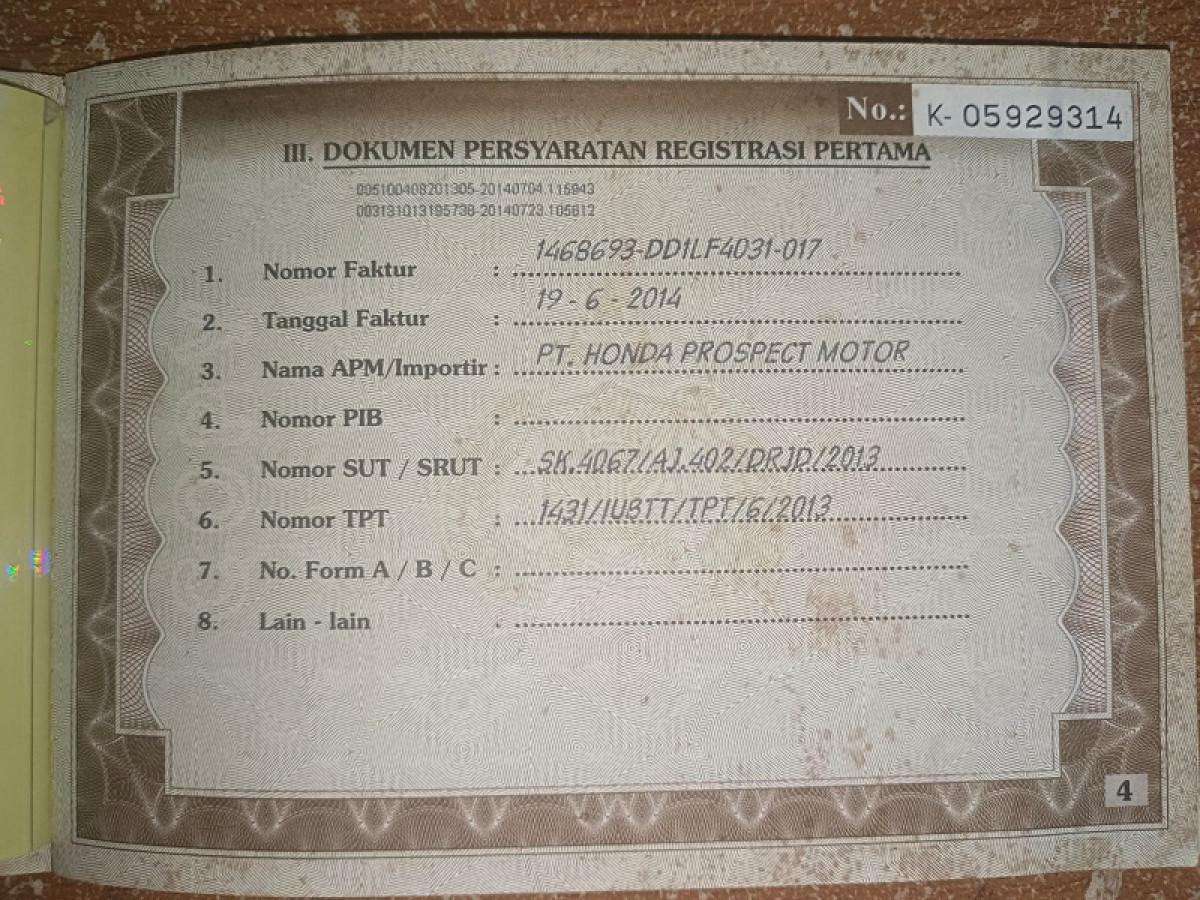 No.: K- 05929314
III. DOKUMEN PERSYARATAN REGISTRASI PERTAMA
005100408201305-20140704.115943
003131013195738-20140723.105812
1. Nomor Faktur : 1468693-DD1LF4031-017
2. Tanggal Faktur : 19 - 6 - 2014
3. Nama APM/Importir : PT. HONDA PROSPECT MOTOR
4. Nomor PIB :
5. Nomor SUT / SRUT : SK.4067/AJ.402/DRJD/2013
6. Nomor TPT : 1431/IUBTT/TPT/6/2013
7. No. Form A / B / C :
8. Lain - lain :
4